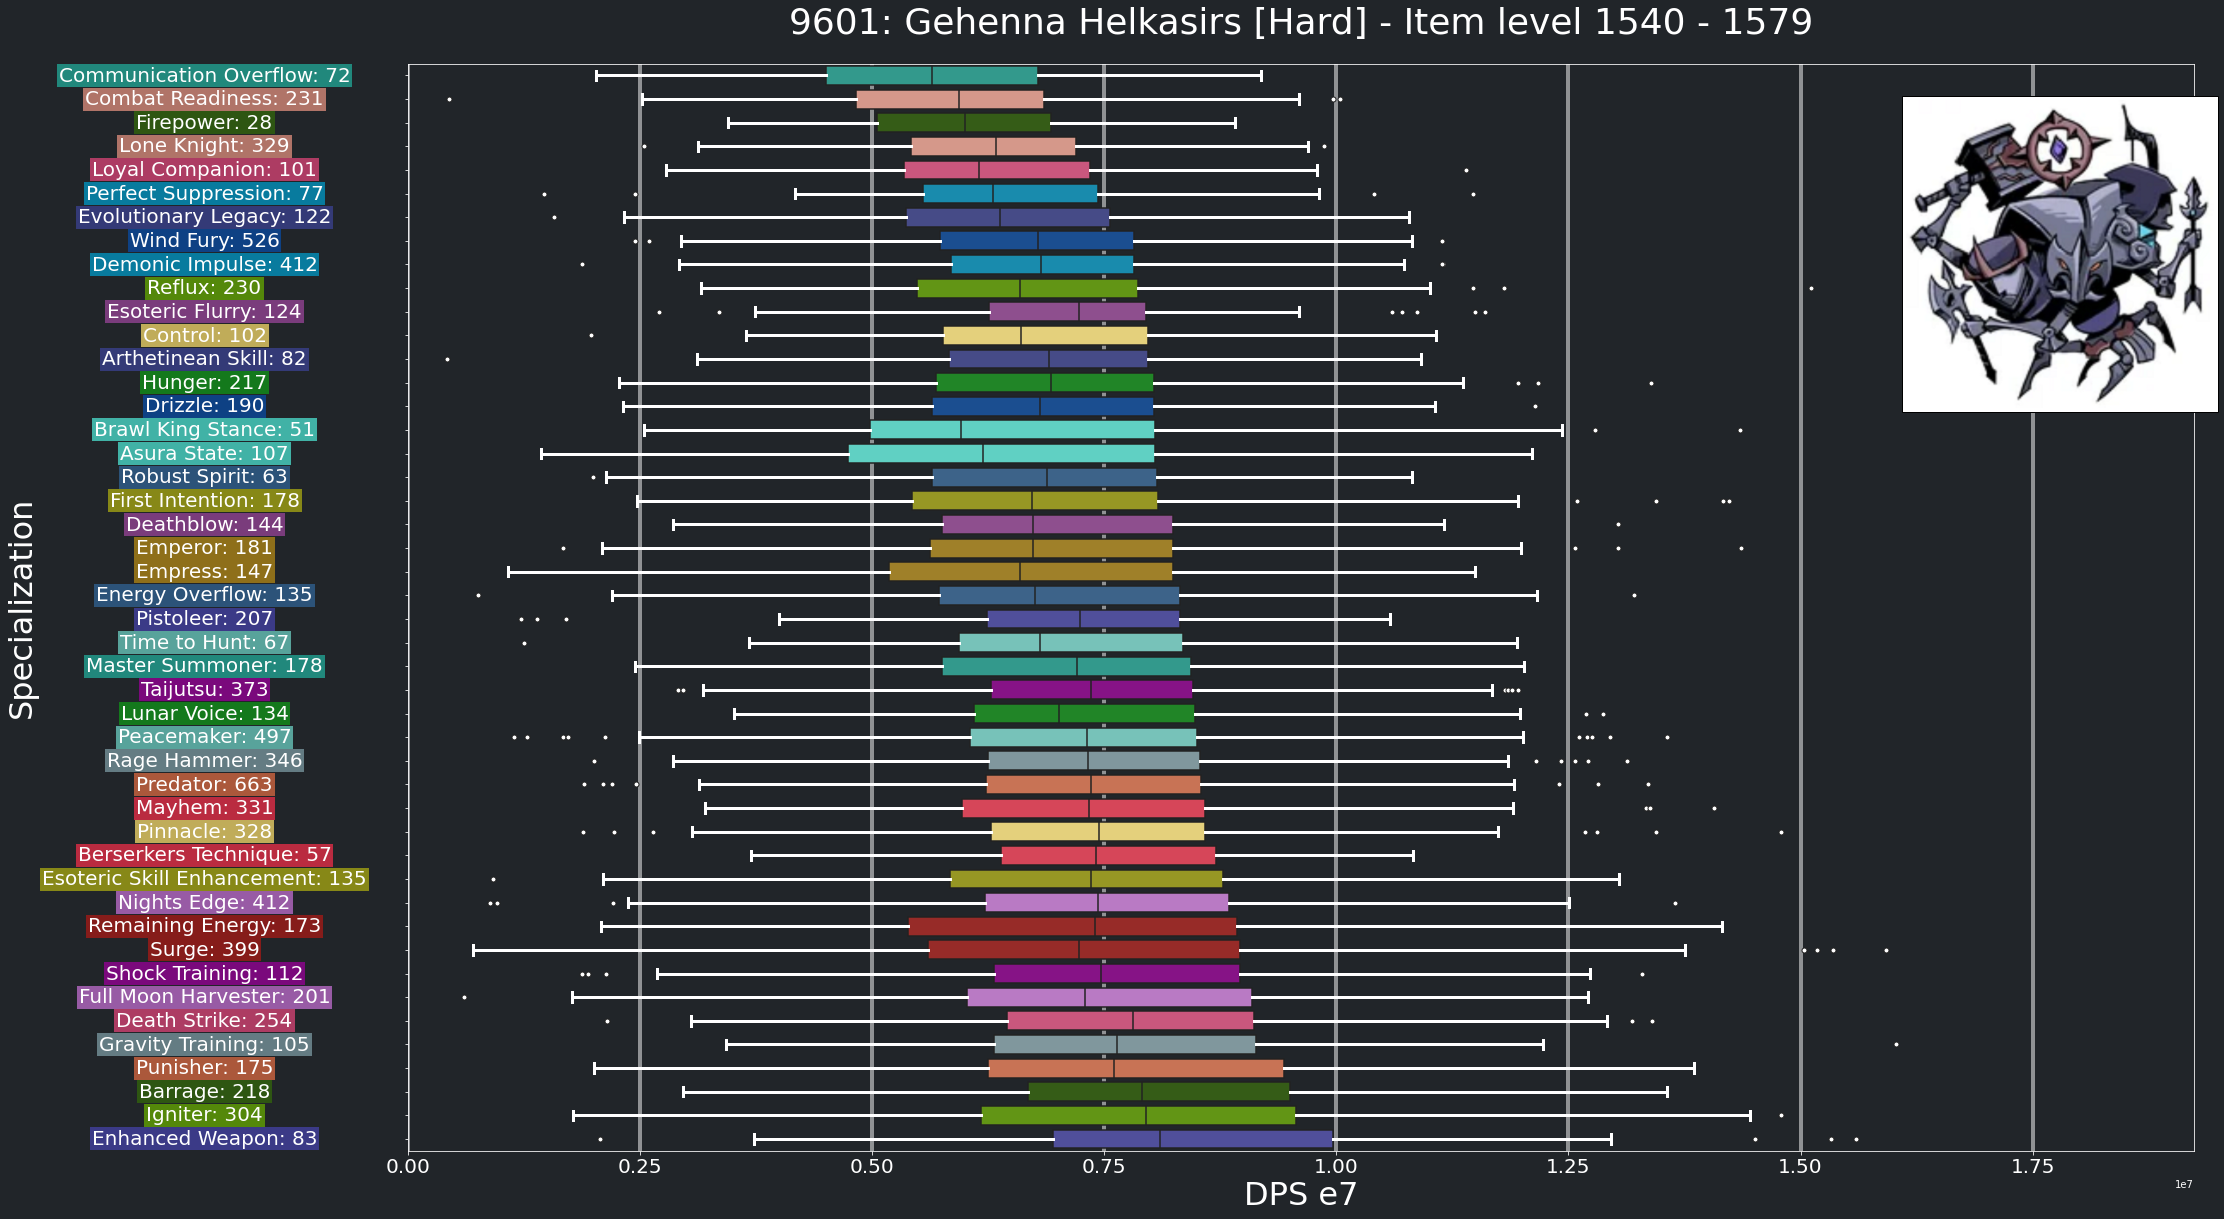 9601: Gehenna Helkasirs [Hard] - Item level 1540 - 1579
Communication Overflow: 72
Combat Readiness: 231
Firepower: 28
Lone Knight: 329
Loyal Companion: 101
Perfect Suppression: 77
Evolutionary Legacy: 122
Wind Fury: 526
Demonic Impulse: 412
Reflux: 230
Esoteric Flurry: 124
Control: 102
Arthetinean Skill: 82
Hunger: 217
Drizzle: 190
Brawl King Stance: 51
Asura State: 107
Robust Spirit: 63
First Intention: 178
Deathblow: 144
Emperor: 181
Empress: 147
Energy Overflow: 135
Pistoleer: 207
Time to Hunt: 67
Master Summoner: 178
Taijutsu: 373
Lunar Voice: 134
Peacemaker: 497
Rage Hammer: 346
Predator: 663
Mayhem: 331
Pinnacle: 328
Berserkers Technique: 57
Esoteric Skill Enhancement: 135
Nights Edge: 412
Remaining Energy: 173
Surge: 399
Shock Training: 112
Full Moon Harvester: 201
Death Strike: 254
Gravity Training: 105
Punisher: 175
Barrage: 218
Igniter: 304
Enhanced Weapon: 83
Specialization
0.00 0.25 0.50 0.75 1.00 1.25 1.50 1.75
DPS e7
1e7